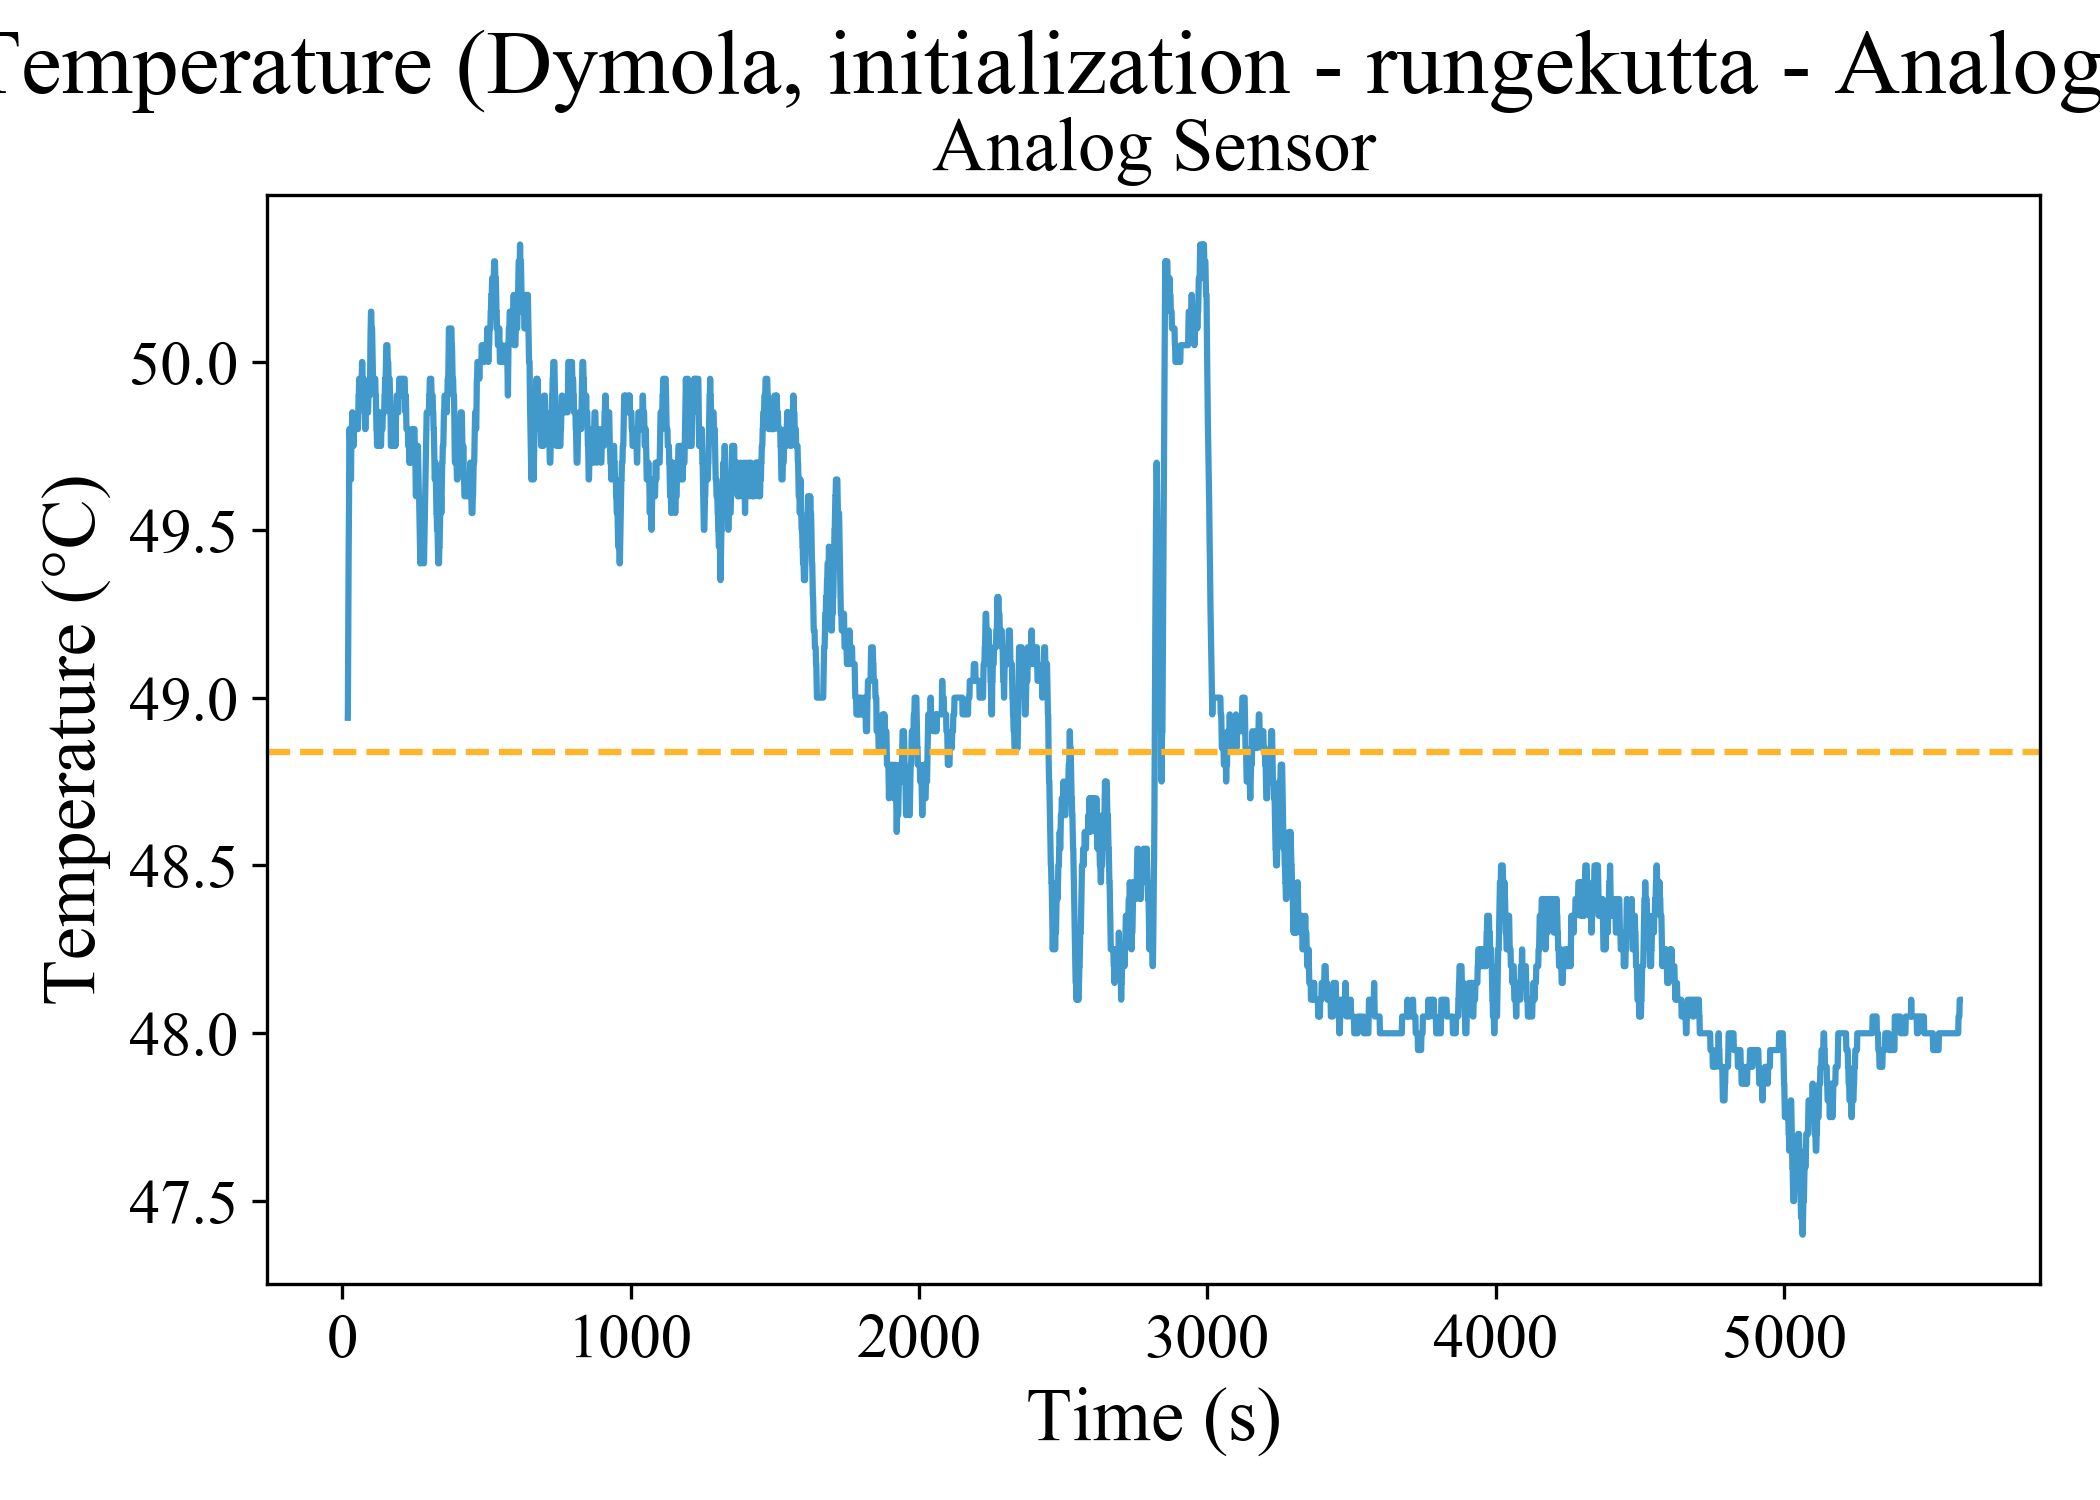 Temperature (Dymola, initialization - rungekutta - Analog
Analog Sensor
Temperature (°C)
50.0
49.5
49.0
48.5
48.0
47.5
0 1000 2000 3000 4000 5000
Time (s)